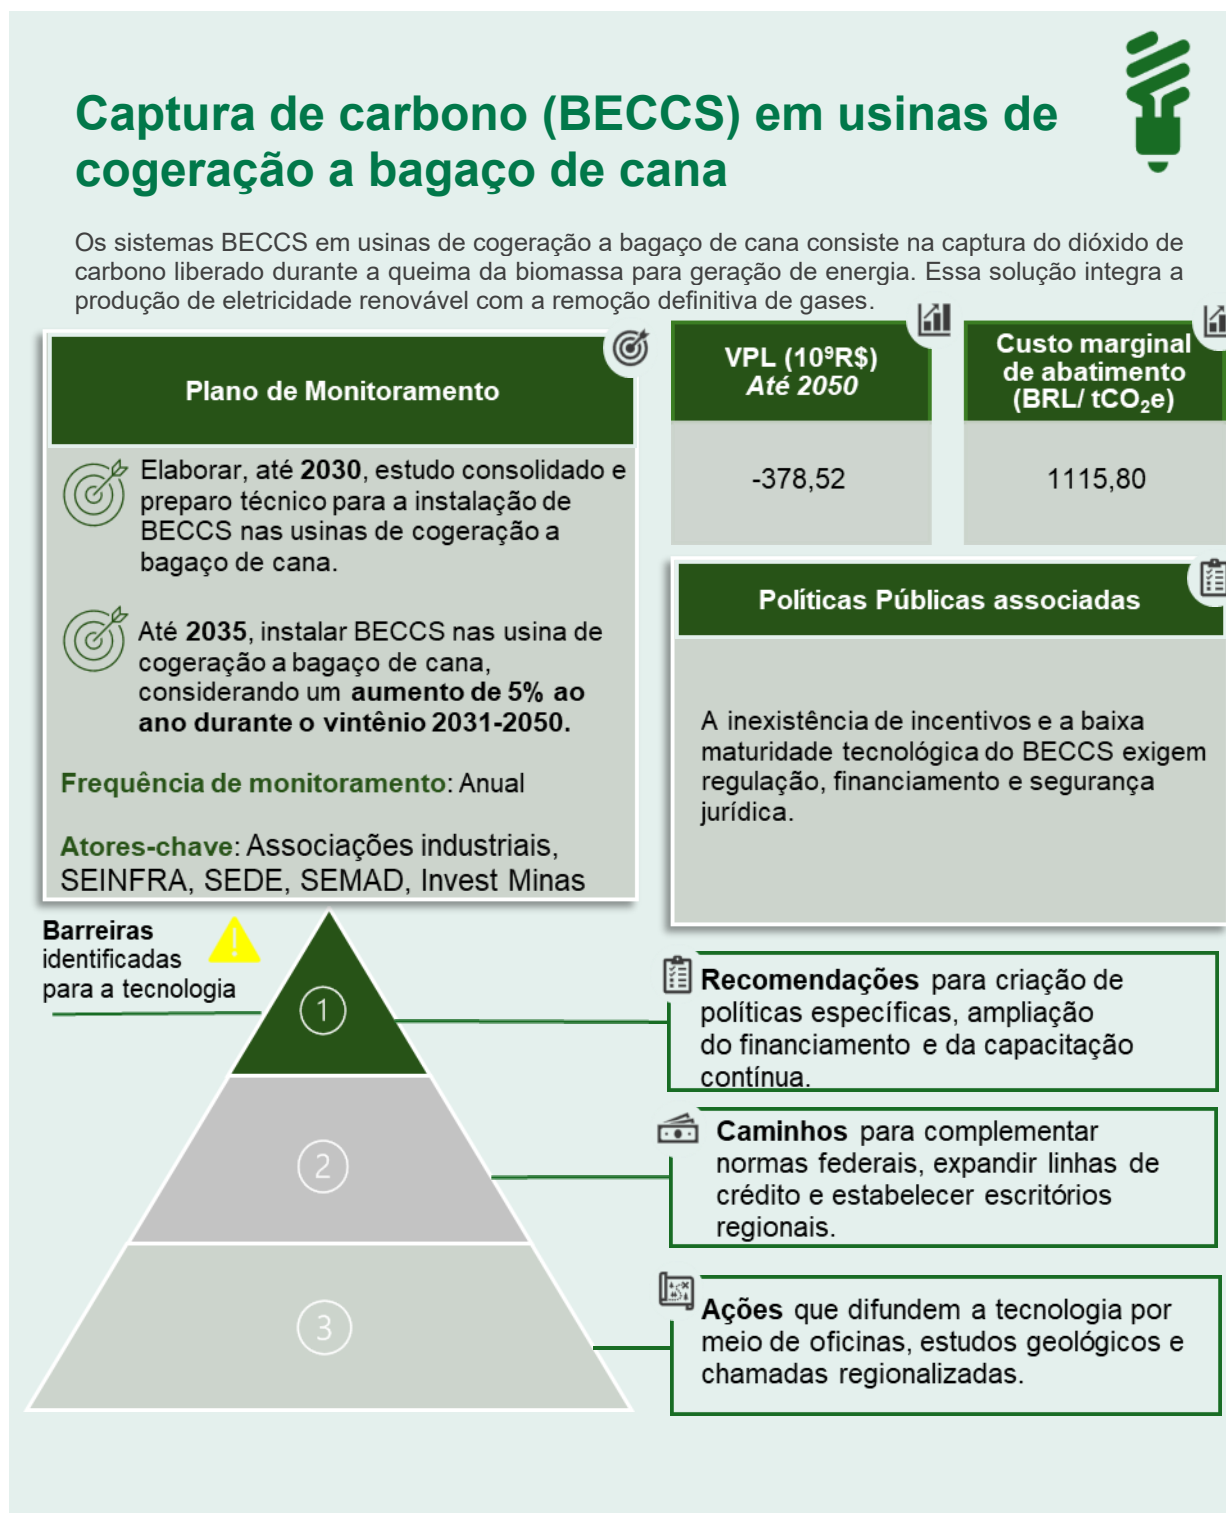 Captura de carbono (BECCS) em usinas de
cogeração a bagaço de cana
Os sistemas BECCS em usinas de cogeração a bagaço de cana consiste na captura do dióxido de
carbono liberado durante a queima da biomassa para geração de energia. Essa solução integra a
produção de eletricidade renovável com a remoção definitiva de gases.
Plano de Monitoramento
Elaborar, até 2030, estudo consolidado e
preparo técnico para a instalação de
BECCS nas usinas de cogeração a
bagaço de cana.
Até 2035, instalar BECCS nas usina de
cogeração a bagaço de cana,
considerando um aumento de 5% ao
ano durante o vintênio 2031-2050.
Frequência de monitoramento: Anual
Atores-chave: Associações industriais,
SEINFRA, SEDE, SEMAD, Invest Minas
VPL (10⁹R$)
Até 2050
-378,52
Custo marginal
de abatimento
(BRL/ tCO₂e)
1115,80
Políticas Públicas associadas
A inexistência de incentivos e a baixa
maturidade tecnológica do BECCS exigem
regulação, financiamento e segurança
jurídica.
Barreiras
identificadas
para a tecnologia
1
2
3
Recomendações para criação de
políticas específicas, ampliação
do financiamento e da capacitação
contínua.
Caminhos para complementar
normas federais, expandir linhas de
crédito e estabelecer escritórios
regionais.
Ações que difundem a tecnologia por
meio de oficinas, estudos geológicos e
chamadas regionalizadas.